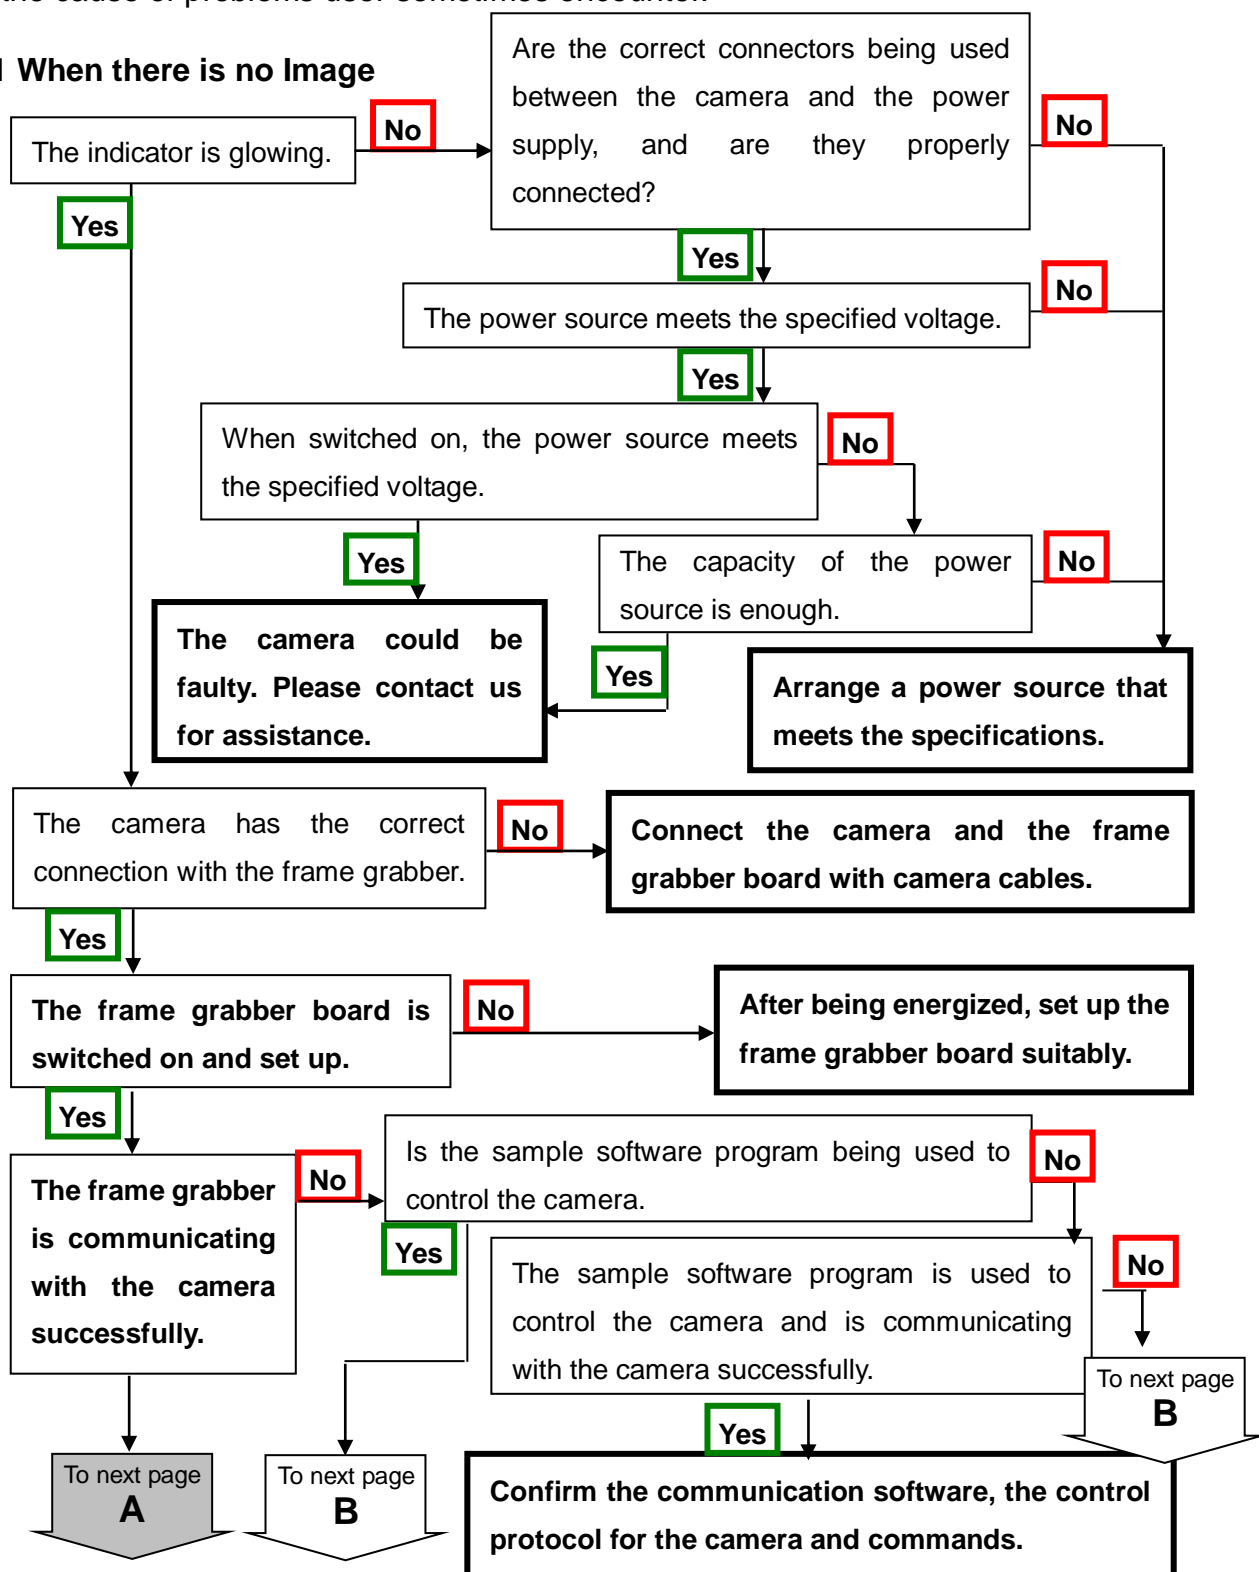 the cause of problems user sometimes encounter.
When there is no Image
Are the correct connectors being used
between the camera and the power
supply, and are they properly
connected?
No
No
The indicator is glowing.
Yes
Yes
No
The power source meets the specified voltage.
Yes
When switched on, the power source meets
the specified voltage.
No
Yes
The capacity of the power
source is enough.
No
The camera could be
faulty. Please contact us
for assistance.
Yes
Arrange a power source that
meets the specifications.
The camera has the correct
connection with the frame grabber.
No
Connect the camera and the frame
grabber board with camera cables.
Yes
The frame grabber board is
switched on and set up.
No
After being energized, set up the
frame grabber board suitably.
Yes
Is the sample software program being used to
control the camera.
No
The frame grabber
is communicating
with the camera
successfully.
No
Yes
The sample software program is used to
control the camera and is communicating
with the camera successfully.
No
To next page
B
Yes
To next page
A
To next page
B
Confirm the communication software, the control
protocol for the camera and commands.